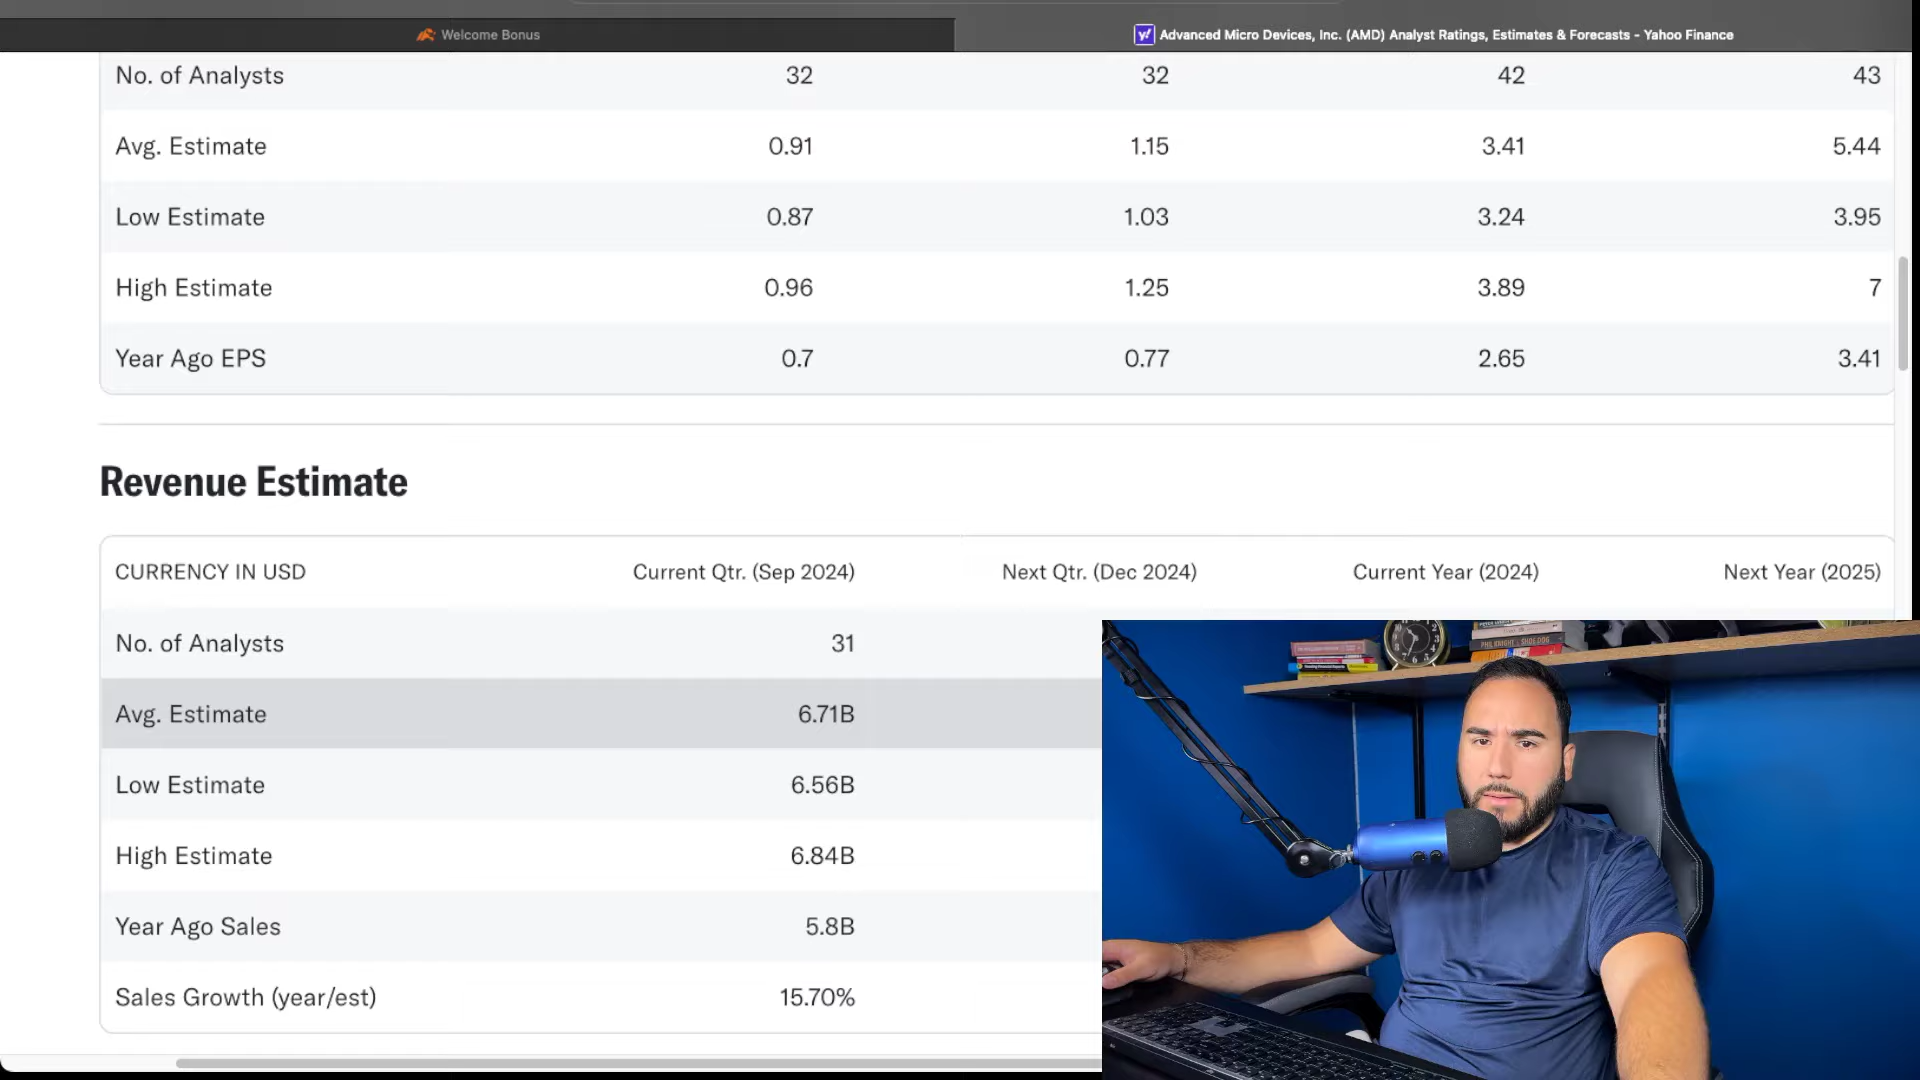 Welcome Bonus
y! Advanced Micro Devices, Inc. (AMD) Analyst Ratings, Estimates & Forecasts - Yahoo Finance
No. of Analysts 32 32 42 43
Avg. Estimate 0.91 1.15 3.41 5.44
Low Estimate 0.87 1.03 3.24 3.95
High Estimate 0.96 1.25 3.89 7
Year Ago EPS 0.7 0.77 2.65 3.41
Revenue Estimate
CURRENCY IN USD Current Qtr. (Sep 2024) Next Qtr. (Dec 2024) Current Year (2024) Next Year (2025)
No. of Analysts 31
Avg. Estimate 6.71B
Low Estimate 6.56B
High Estimate 6.84B
Year Ago Sales 5.8B
Sales Growth (year/est) 15.70%
PHIL KNIGHT SHOE DOG